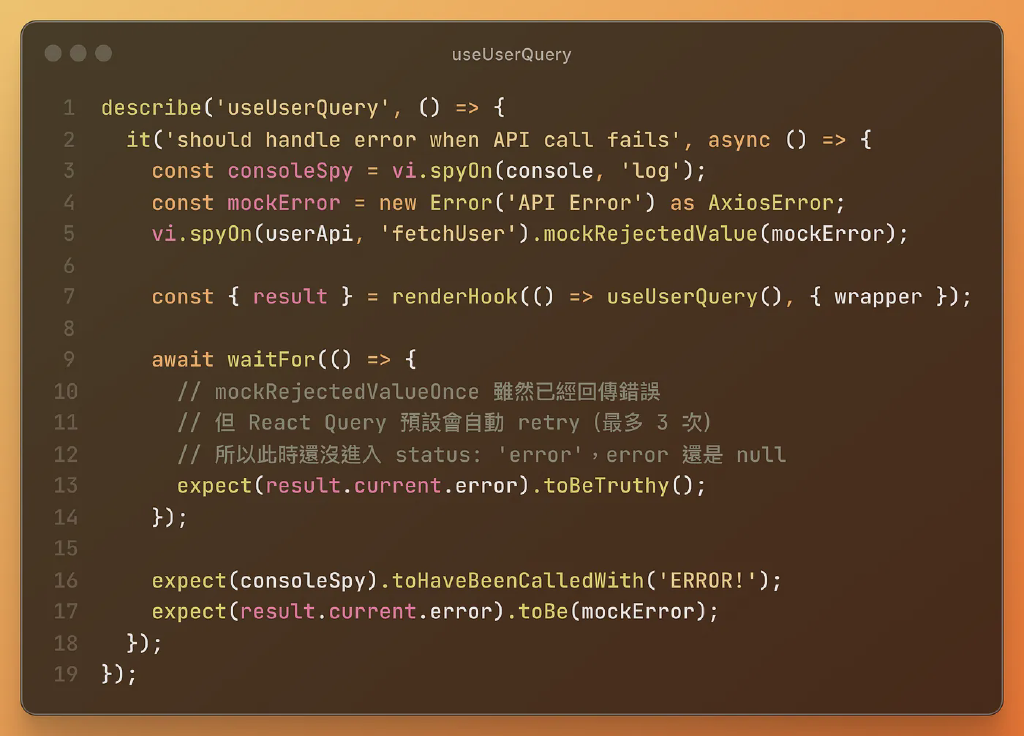 useUserQuery
1 describe('useUserQuery', () => {
2   it('should handle error when API call fails', async () => {
3     const consoleSpy = vi.spyOn(console, 'log');
4     const mockError = new Error('API Error') as AxiosError;
5     vi.spyOn(userApi, 'fetchUser').mockRejectedValue(mockError);
6
7     const { result } = renderHook(() => useUserQuery(), { wrapper });
8
9     await waitFor(() => {
10       // mockRejectedValueOnce 雖然已經回傳錯誤
11       // 但 React Query 預設會自動 retry (最多 3 次)
12       // 所以此時還沒進入 status: 'error',error 還是 null
13       expect(result.current.error).toBeTruthy();
14     });
15
16     expect(consoleSpy).toHaveBeenCalledWith('ERROR!');
17     expect(result.current.error).toBe(mockError);
18   });
19 });